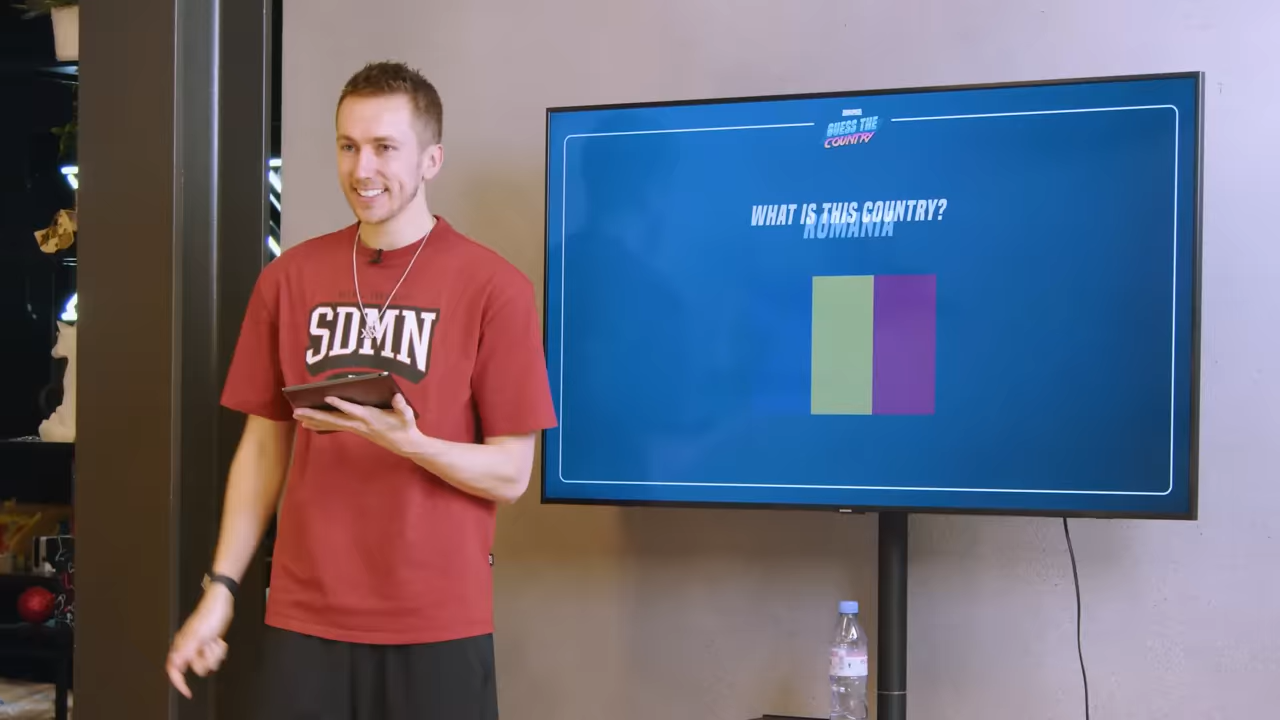 GUESS THE
COUNTRY
WHAT IS THIS COUNTRY?
ROMANIA
SDMN